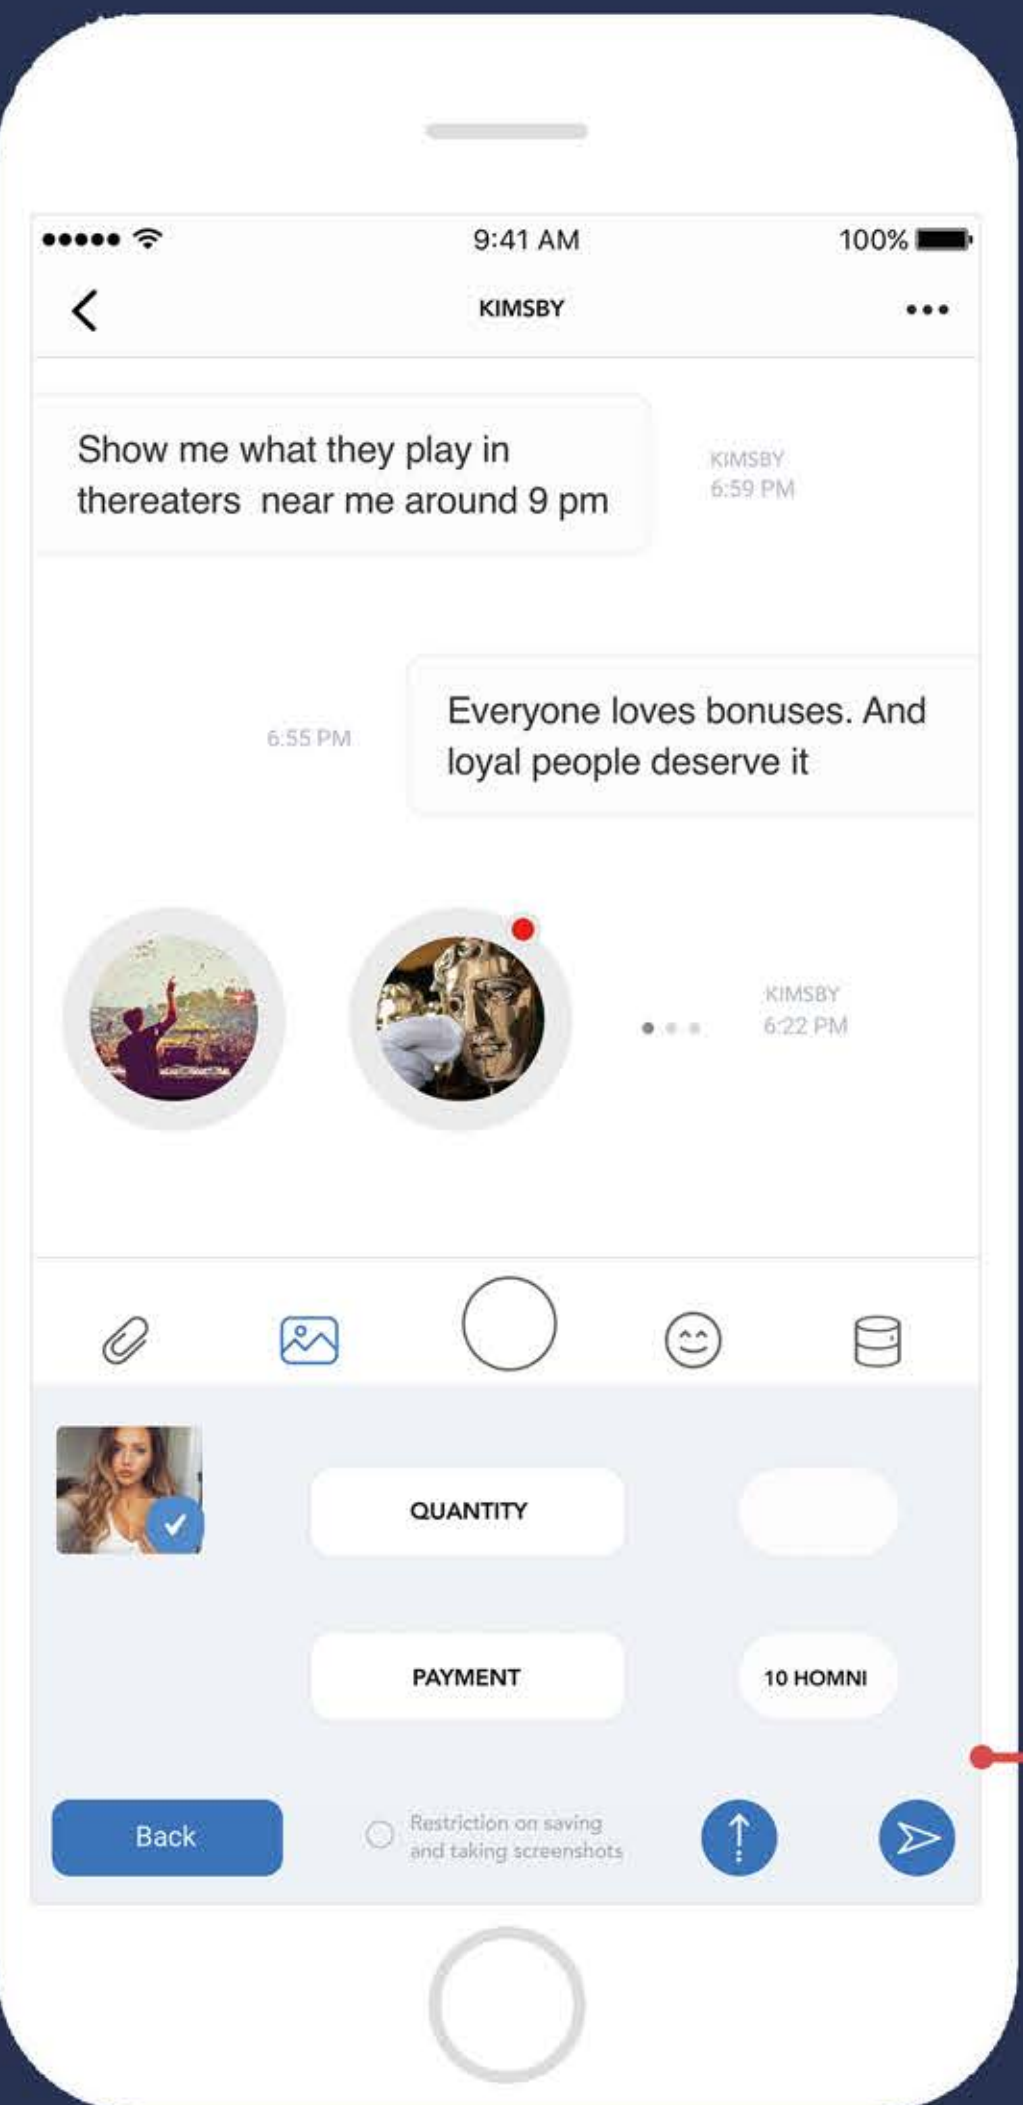 9:41 AM
100%
KIMSBY
Show me what they play in
thereaters near me around 9 pm
KIMSBY
6:59 PM
6:55 PM
Everyone loves bonuses. And
loyal people deserve it
KIMSBY
6:22 PM
QUANTITY
PAYMENT
10 HOMNI
Back
Restriction on saving
and taking screenshots